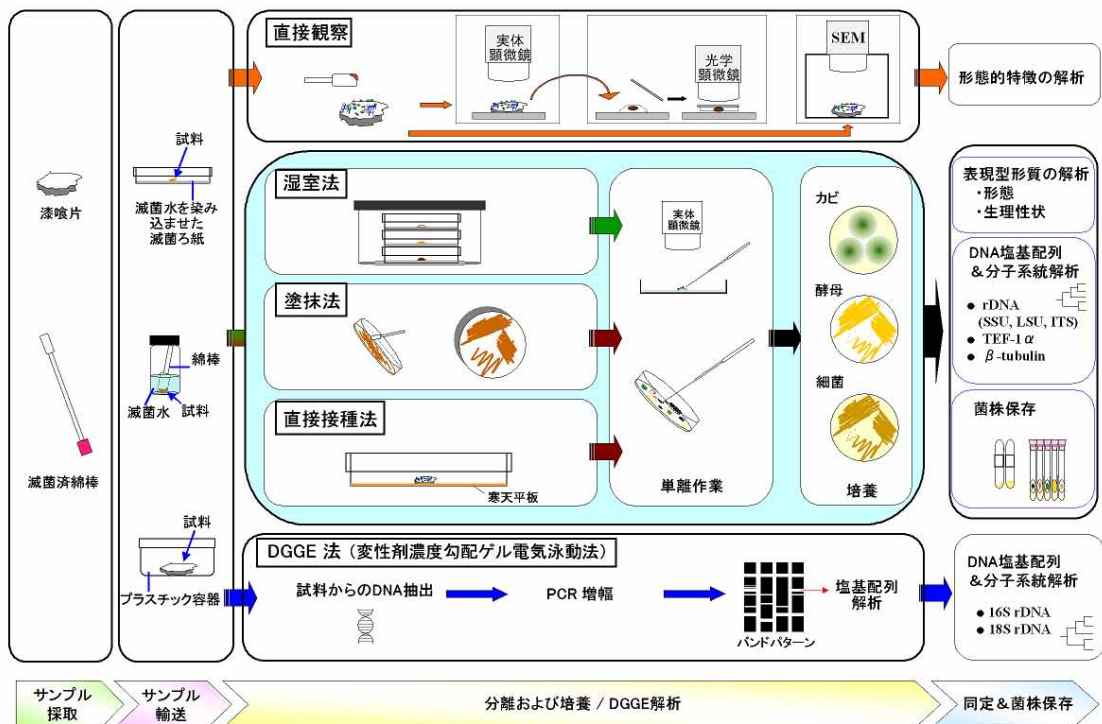 漆喰片
滅菌済綿棒
試料
滅菌水を染み
込ませた
滅菌ろ紙
綿棒
滅菌水
試料
試料
プラスチック容器
直接観察
実体
顕微鏡
光学
顕微鏡
SEM
形態的特徴の解析
湿室法
塗抹法
直接接種法
寒天平板
実体
顕微鏡
単離作業
カビ
酵母
細菌
培養
表現型形質の解析
・形態
・生理性状
DNA塩基配列
&分子系統解析
● rDNA
(SSU, LSU, ITS)
● TEF-1α
● β-tubulin
菌株保存
DGGE 法 (変性剤濃度勾配ゲル電気泳動法)
試料からのDNA抽出
PCR 増幅
バンドパターン
塩基配列
解析
DNA塩基配列
&分子系統解析
● 16S rDNA
● 18S rDNA
サンプル
採取
サンプル
輸送
分離および培養 / DGGE解析
同定&菌株保存